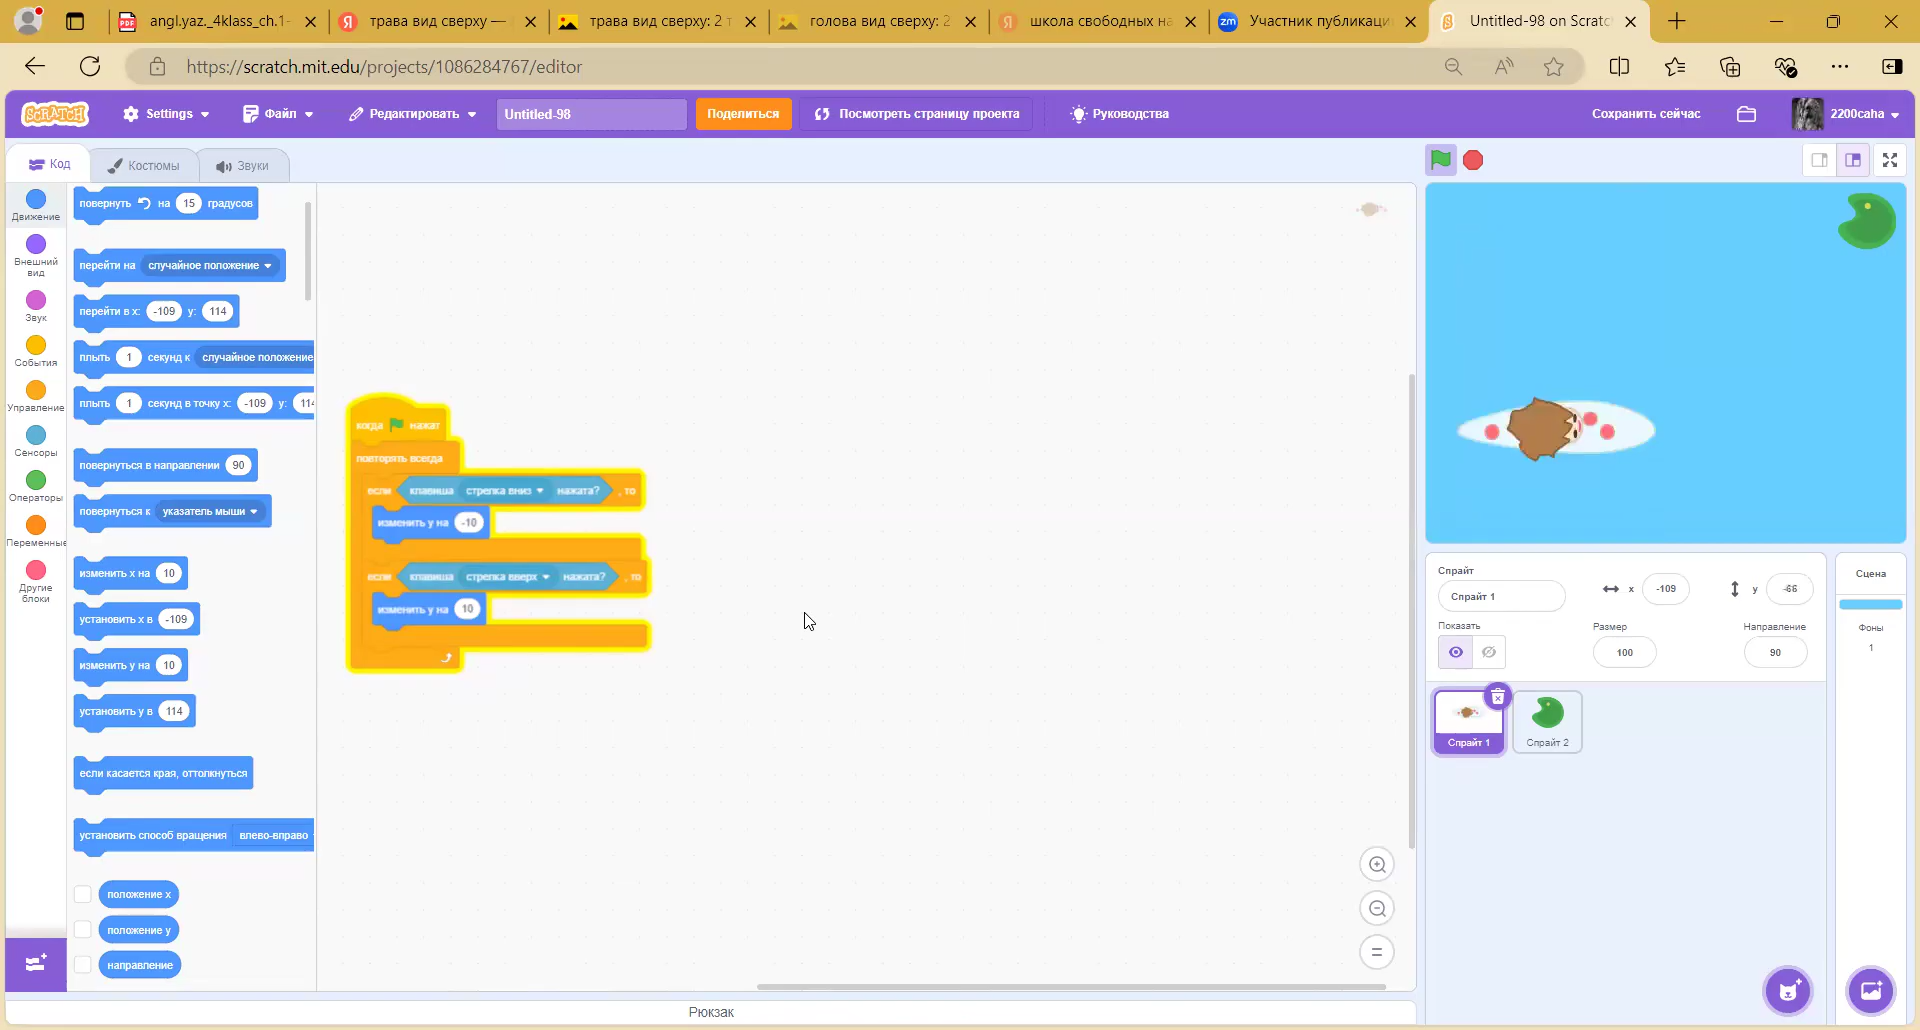 angl.yaz._4klass_ch.1-
трава вид сверху —
трава вид сверху: 2 т
голова вид сверху: 2
школа свободных на
Участник публикаци
Untitled-98 on Scratc
https://scratch.mit.edu/projects/1086284767/editor
SCRATCH
Settings
Файл
Редактировать
Untitled-98
Поделиться
Посмотреть страницу проекта
Руководства
Сохранить сейчас
2200caha
Код
Костюмы
Звуки
Движение
Внешний вид
Звук
События
Управление
Сенсоры
Операторы
Переменные
Другие блоки
повернуть на 15 градусов
перейти на случайное положение
перейти в x: -109 y: 114
плыть 1 секунд к случайное положение
плыть 1 секунд в точку x: -109 y: 114
повернуться в направлении 90
повернуться к указатель мыши
изменить x на 10
установить x в -109
изменить y на 10
установить y в 114
если касается края, оттолкнуться
установить способ вращения влево-вправо
положение x
положение y
направление
когда нажат
повторять всегда
если клавиша стрелка вниз нажата? , то
изменить y на -10
если клавиша стрелка вверх нажата? , то
изменить y на 10
Спрайт
Спрайт 1
x -109
y -66
Показать
Размер
100
Направление
90
Спрайт 1
Спрайт 2
Сцена
Фоны
1
Рюкзак